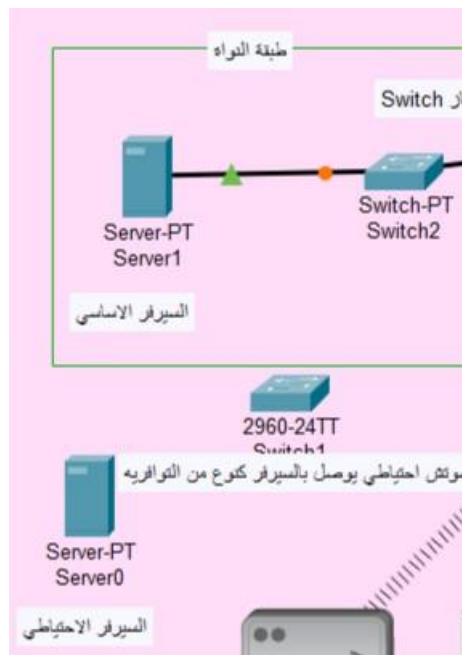 طبقة النواه
Switch
Switch-PT
Switch2
Server-PT
Server1
السيرفر الاساسي
2960-24TT
Switch1
احتياطي يوصل بالسيرفر كنوع من التوافريه
Server-PT
Server0
السيرفر الاحتياطي